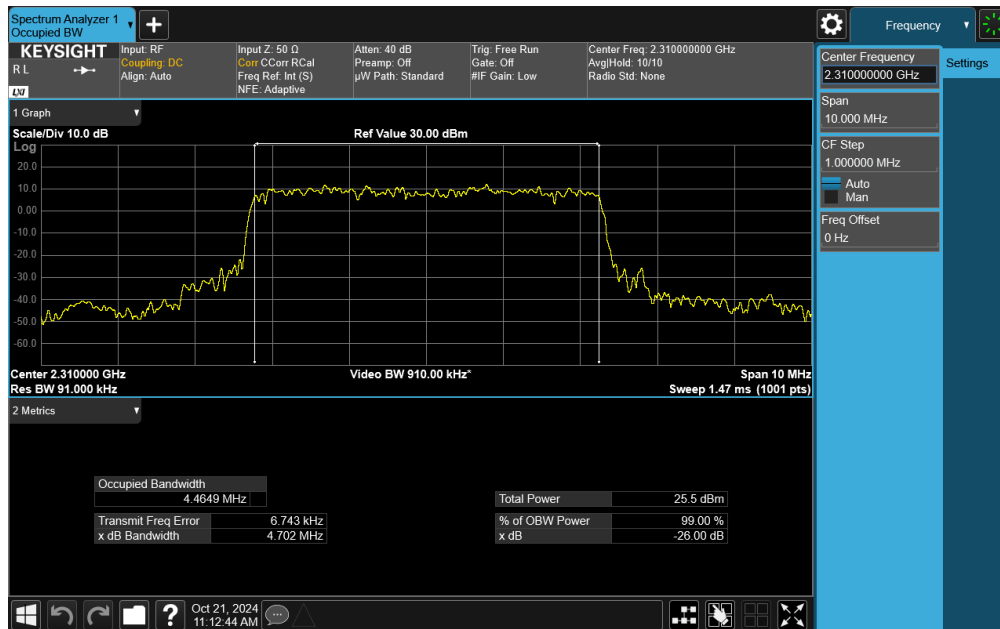 Spectrum Analyzer 1
Occupied BW
Frequency
KEYSIGHT
R L
LXI
Input: RF
Coupling: DC
Align: Auto
Input Z: 50 Ω
Corr CCorr RCal
Freq Ref: Int (S)
NFE: Adaptive
Atten: 40 dB
Preamp: Off
µW Path: Standard
Trig: Free Run
Gate: Off
#IF Gain: Low
Center Freq: 2.310000000 GHz
Avg|Hold: 10/10
Radio Std: None
Center Frequency
2.310000000 GHz
Settings
Span
10.000 MHz
CF Step
1.000000 MHz
Auto
Man
Freq Offset
0 Hz
1 Graph
Scale/Div 10.0 dB
Ref Value 30.00 dBm
Log
20.0
10.0
0.00
-10.0
-20.0
-30.0
-40.0
-50.0
-60.0
Center 2.310000 GHz
Video BW 910.00 kHz*
Span 10 MHz
Res BW 91.000 kHz
Sweep 1.47 ms (1001 pts)
2 Metrics
Occupied Bandwidth
4.4649 MHz
Total Power 25.5 dBm
Transmit Freq Error 6.743 kHz
% of OBW Power 99.00 %
x dB Bandwidth 4.702 MHz
x dB -26.00 dB
?
Oct 21, 2024
11:12:44 AM